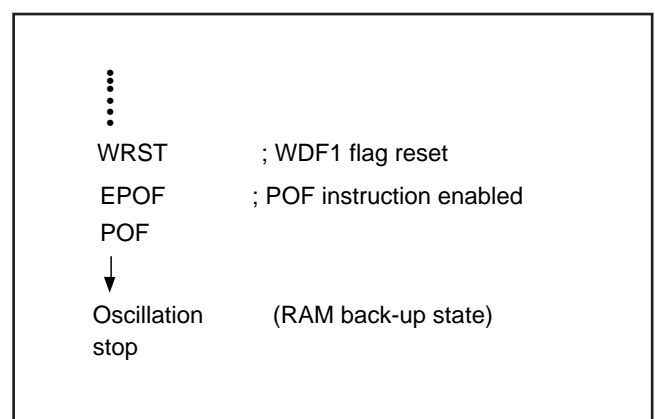 WRST ; WDF1 flag reset
EPOF ; POF instruction enabled
POF
Oscillation (RAM back-up state)
stop